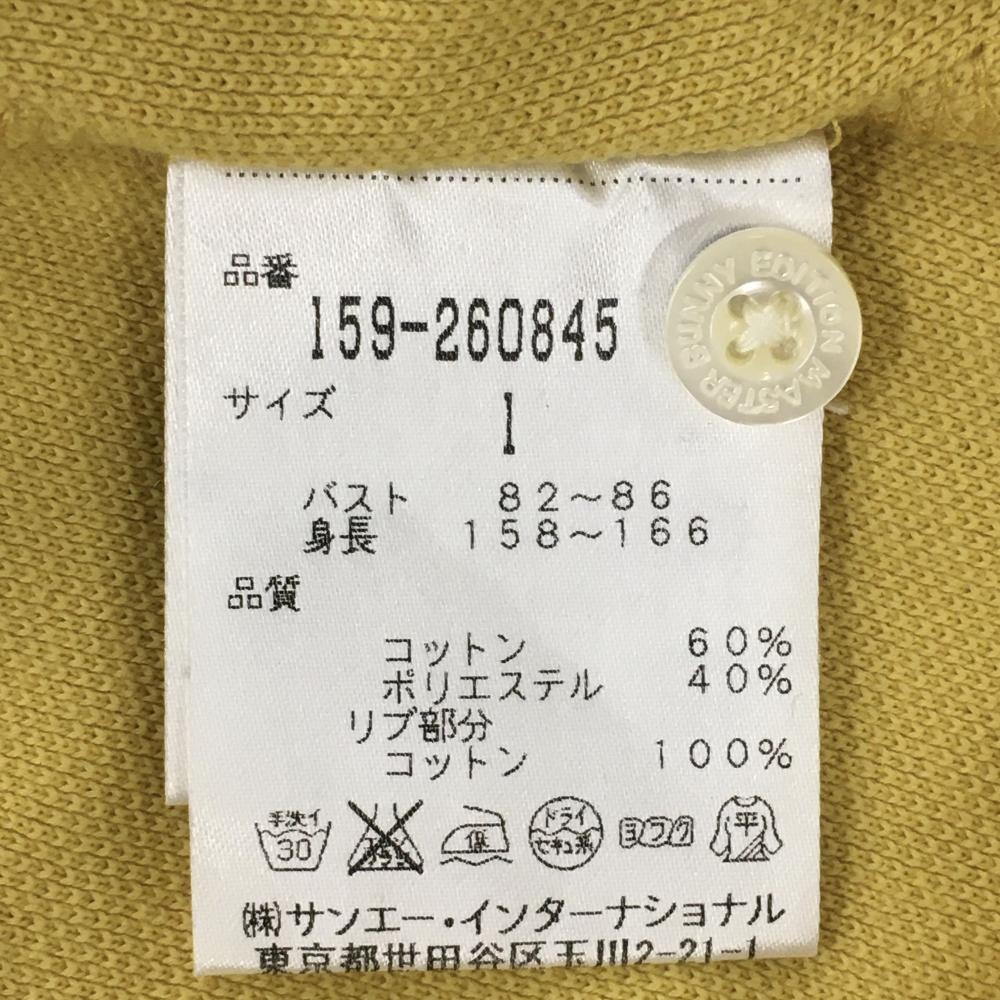 品番
159-260845
サイズ 1
バスト 82～86
身長 158～166
品質
コットン 60%
ポリエステル 40%
リブ部分
コットン 100%
手洗イ 30
保
ドライ
セキユ系
ヨワク
平
㈱サンエー・インターナショナル
東京都世田谷区玉川2-21-1
MASTER BUNNY EDITION